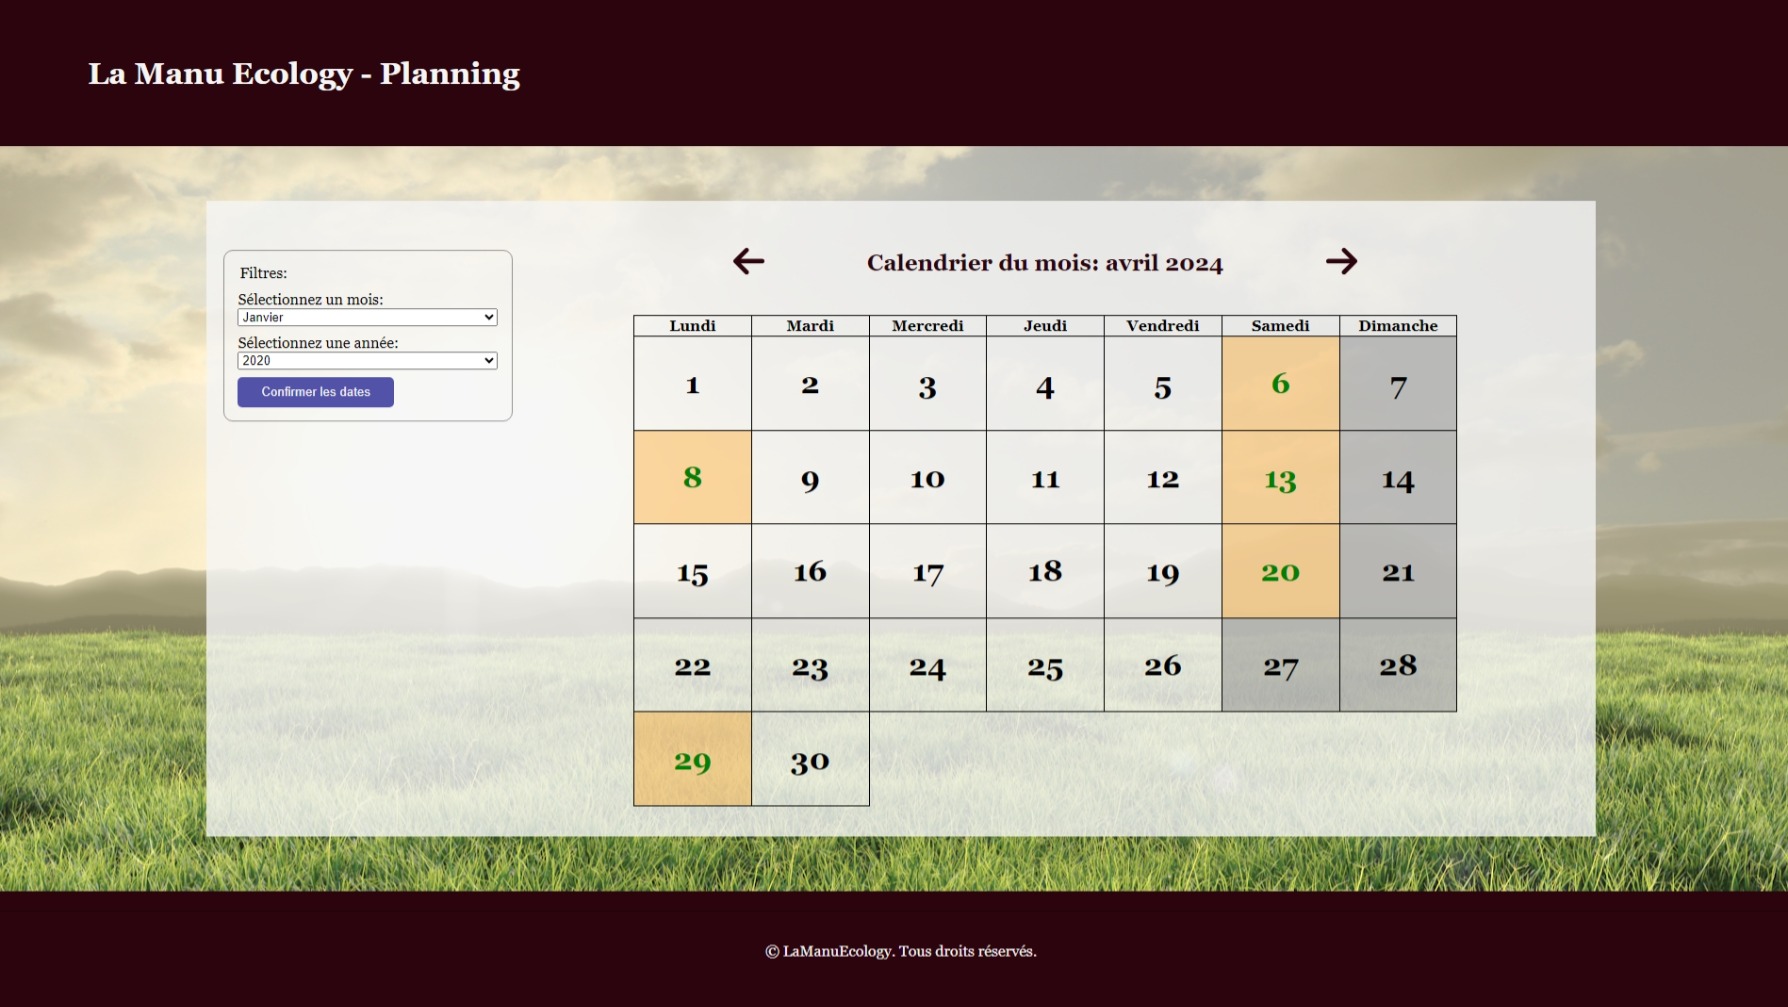 La Manu Ecology - Planning
Filtres:
Sélectionnez un mois:
Janvier
Sélectionnez une année:
2020
Confirmer les dates
Calendrier du mois: avril 2024
Lundi Mardi Mercredi Jeudi Vendredi Samedi Dimanche
1 2 3 4 5 6 7
8 9 10 11 12 13 14
15 16 17 18 19 20 21
22 23 24 25 26 27 28
29 30
© LaManuEcology. Tous droits réservés.